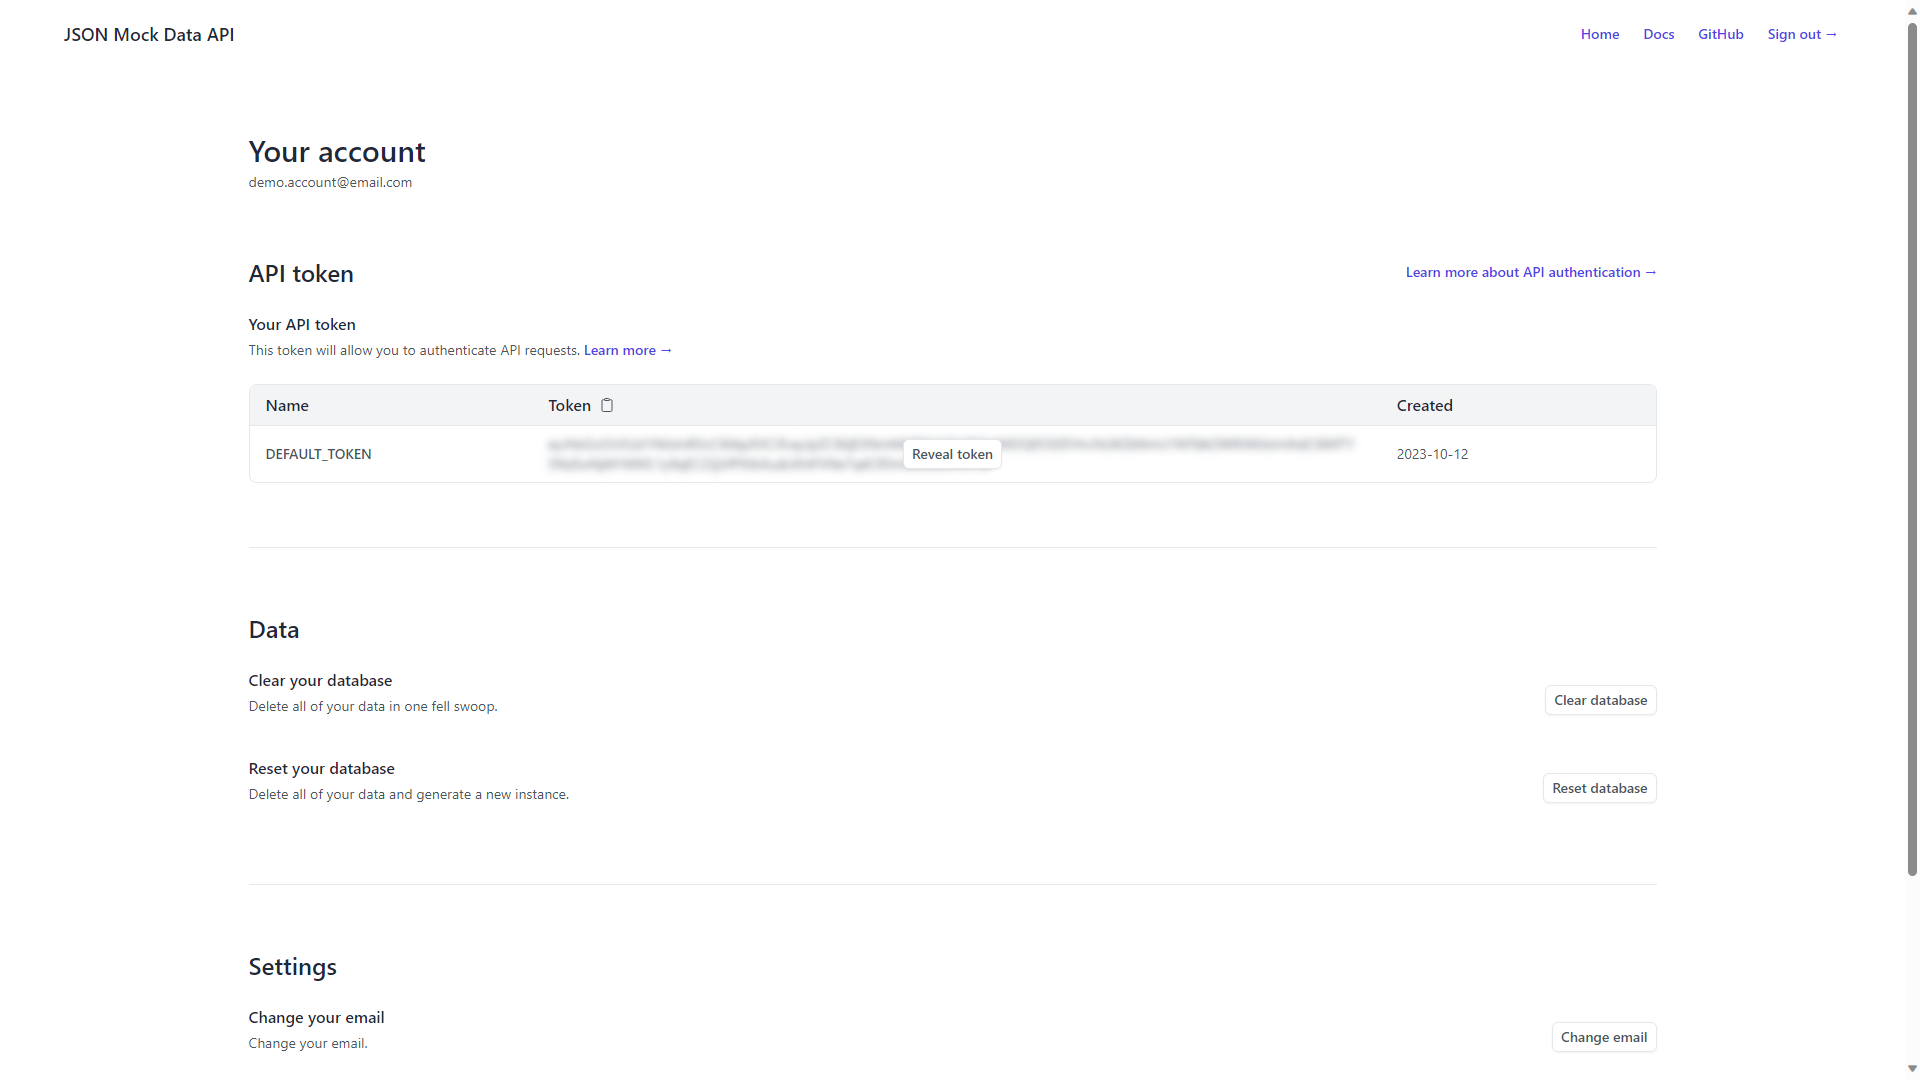 JSON Mock Data API
Home
Docs
GitHub
Sign out →
Your account
demo.account@email.com
API token
Learn more about API authentication →
Your API token
This token will allow you to authenticate API requests. Learn more →
Name
Token
Created
DEFAULT_TOKEN
Reveal token
2023-10-12
Data
Clear your database
Delete all of your data in one fell swoop.
Clear database
Reset your database
Delete all of your data and generate a new instance.
Reset database
Settings
Change your email
Change your email.
Change email